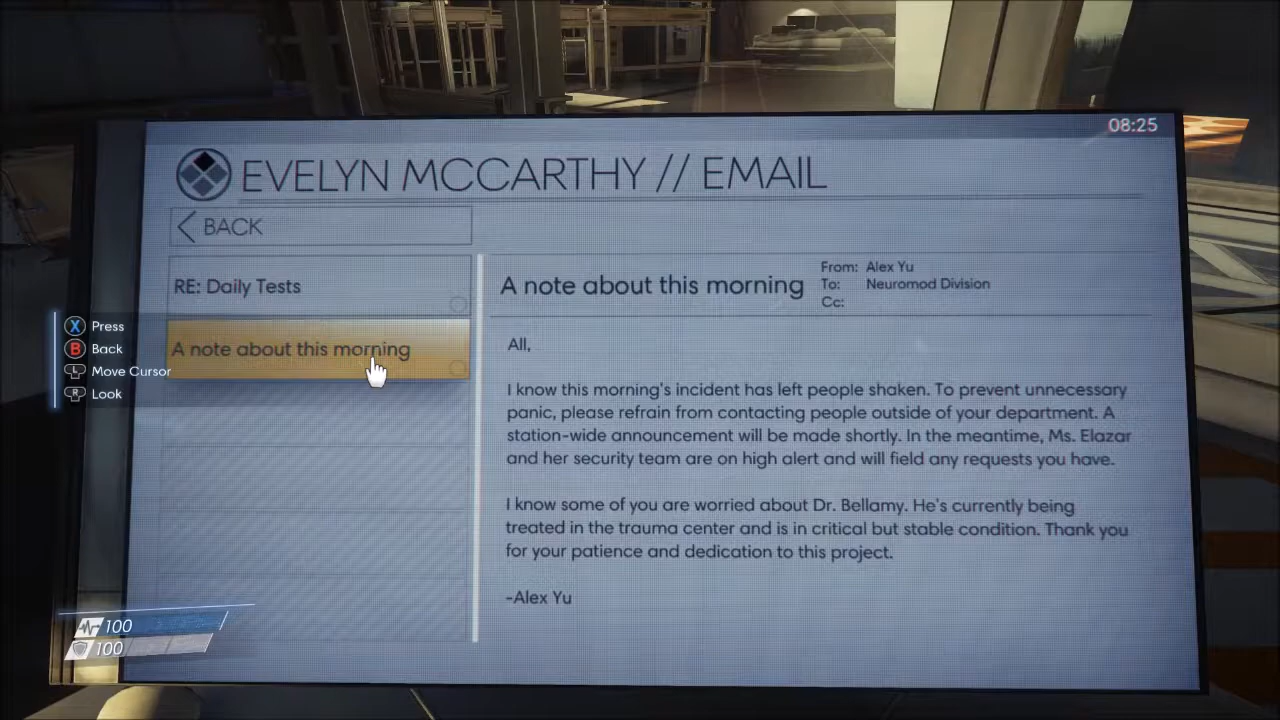 08:25
EVELYN MCCARTHY // EMAIL
BACK
RE: Daily Tests
A note about this morning
A note about this morning
From: Alex Yu
To: Neuromod Division
Cc:
All,
I know this morning's incident has left people shaken. To prevent unnecessary
panic, please refrain from contacting people outside of your department. A
station-wide announcement will be made shortly. In the meantime, Ms. Elazar
and her security team are on high alert and will field any requests you have.
I know some of you are worried about Dr. Bellamy. He's currently being
treated in the trauma center and is in critical but stable condition. Thank you
for your patience and dedication to this project.
-Alex Yu
X Press
B Back
L Move Cursor
R Look
100
100